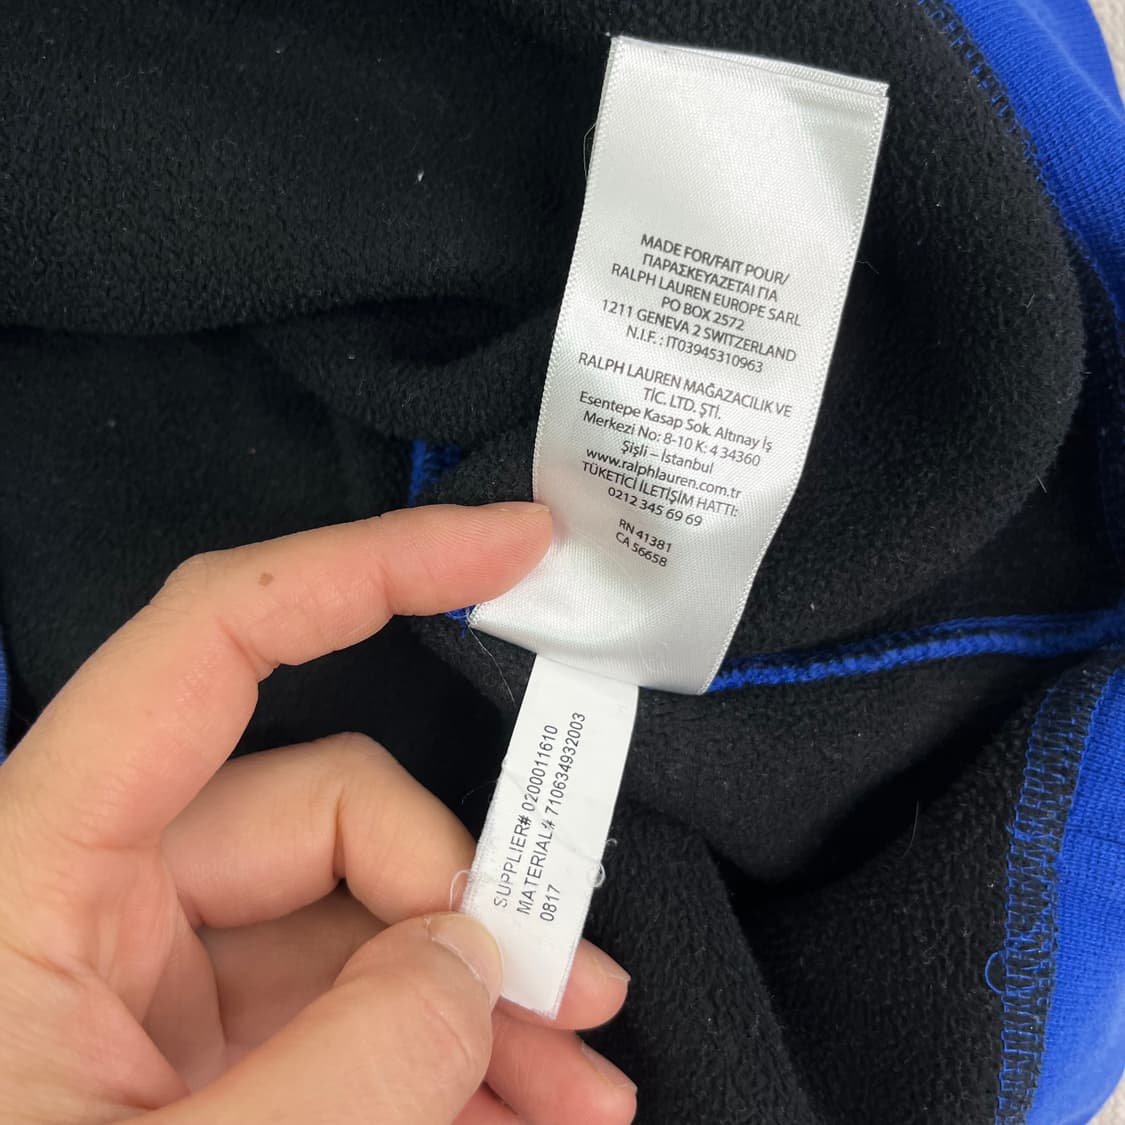 MADE FOR/FAIT POUR/
ΠΑΡΑΣΚΕΥΑΖΕΤΑΙ ΓΙΑ
RALPH LAUREN EUROPE SARL
PO BOX 2572
1211 GENEVA 2 SWITZERLAND
N.I.F. : IT03945310963
RALPH LAUREN MAĞAZACILIK VE
TİC. LTD. ŞTİ.
Esentepe Kasap Sok. Altınay İş
Merkezi No: 8-10 K: 4 34360
Şişli – İstanbul
www.ralphlauren.com.tr
TÜKETİCİ İLETİŞİM HATTI:
0212 345 69 69
RN 41381
CA 56658
SUPPLIER# 0200011610
MATERIAL# 710634932003
0817